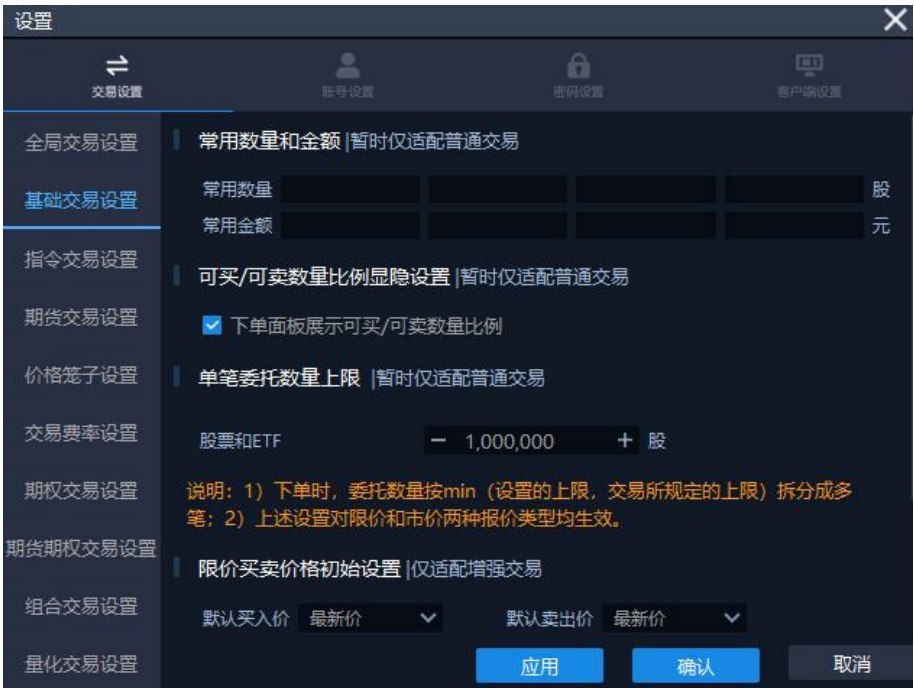 设置
交易设置
账号设置
密码设置
客户端设置
全局交易设置
基础交易设置
指令交易设置
期货交易设置
价格笼子设置
交易费率设置
期权交易设置
期货期权交易设置
组合交易设置
量化交易设置
常用数量和金额 |暂时仅适配普通交易
常用数量 股
常用金额 元
可买/可卖数量比例显隐设置 |暂时仅适配普通交易
下单面板展示可买/可卖数量比例
单笔委托数量上限 |暂时仅适配普通交易
股票和ETF − 1,000,000 + 股
说明：1）下单时，委托数量按min（设置的上限，交易所规定的上限）拆分成多
笔；2）上述设置对限价和市价两种报价类型均生效。
限价买卖价格初始设置 |仅适配增强交易
默认买入价 最新价 默认卖出价 最新价
应用 确认 取消